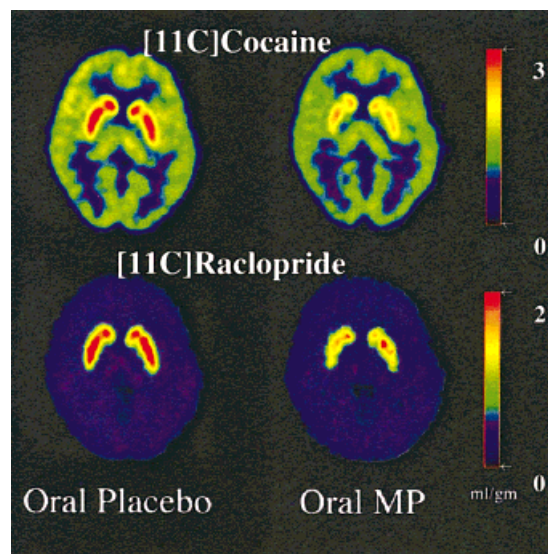 [11C]Cocaine
3
0
[11C]Raclopride
2
0
ml/gm
Oral Placebo
Oral MP